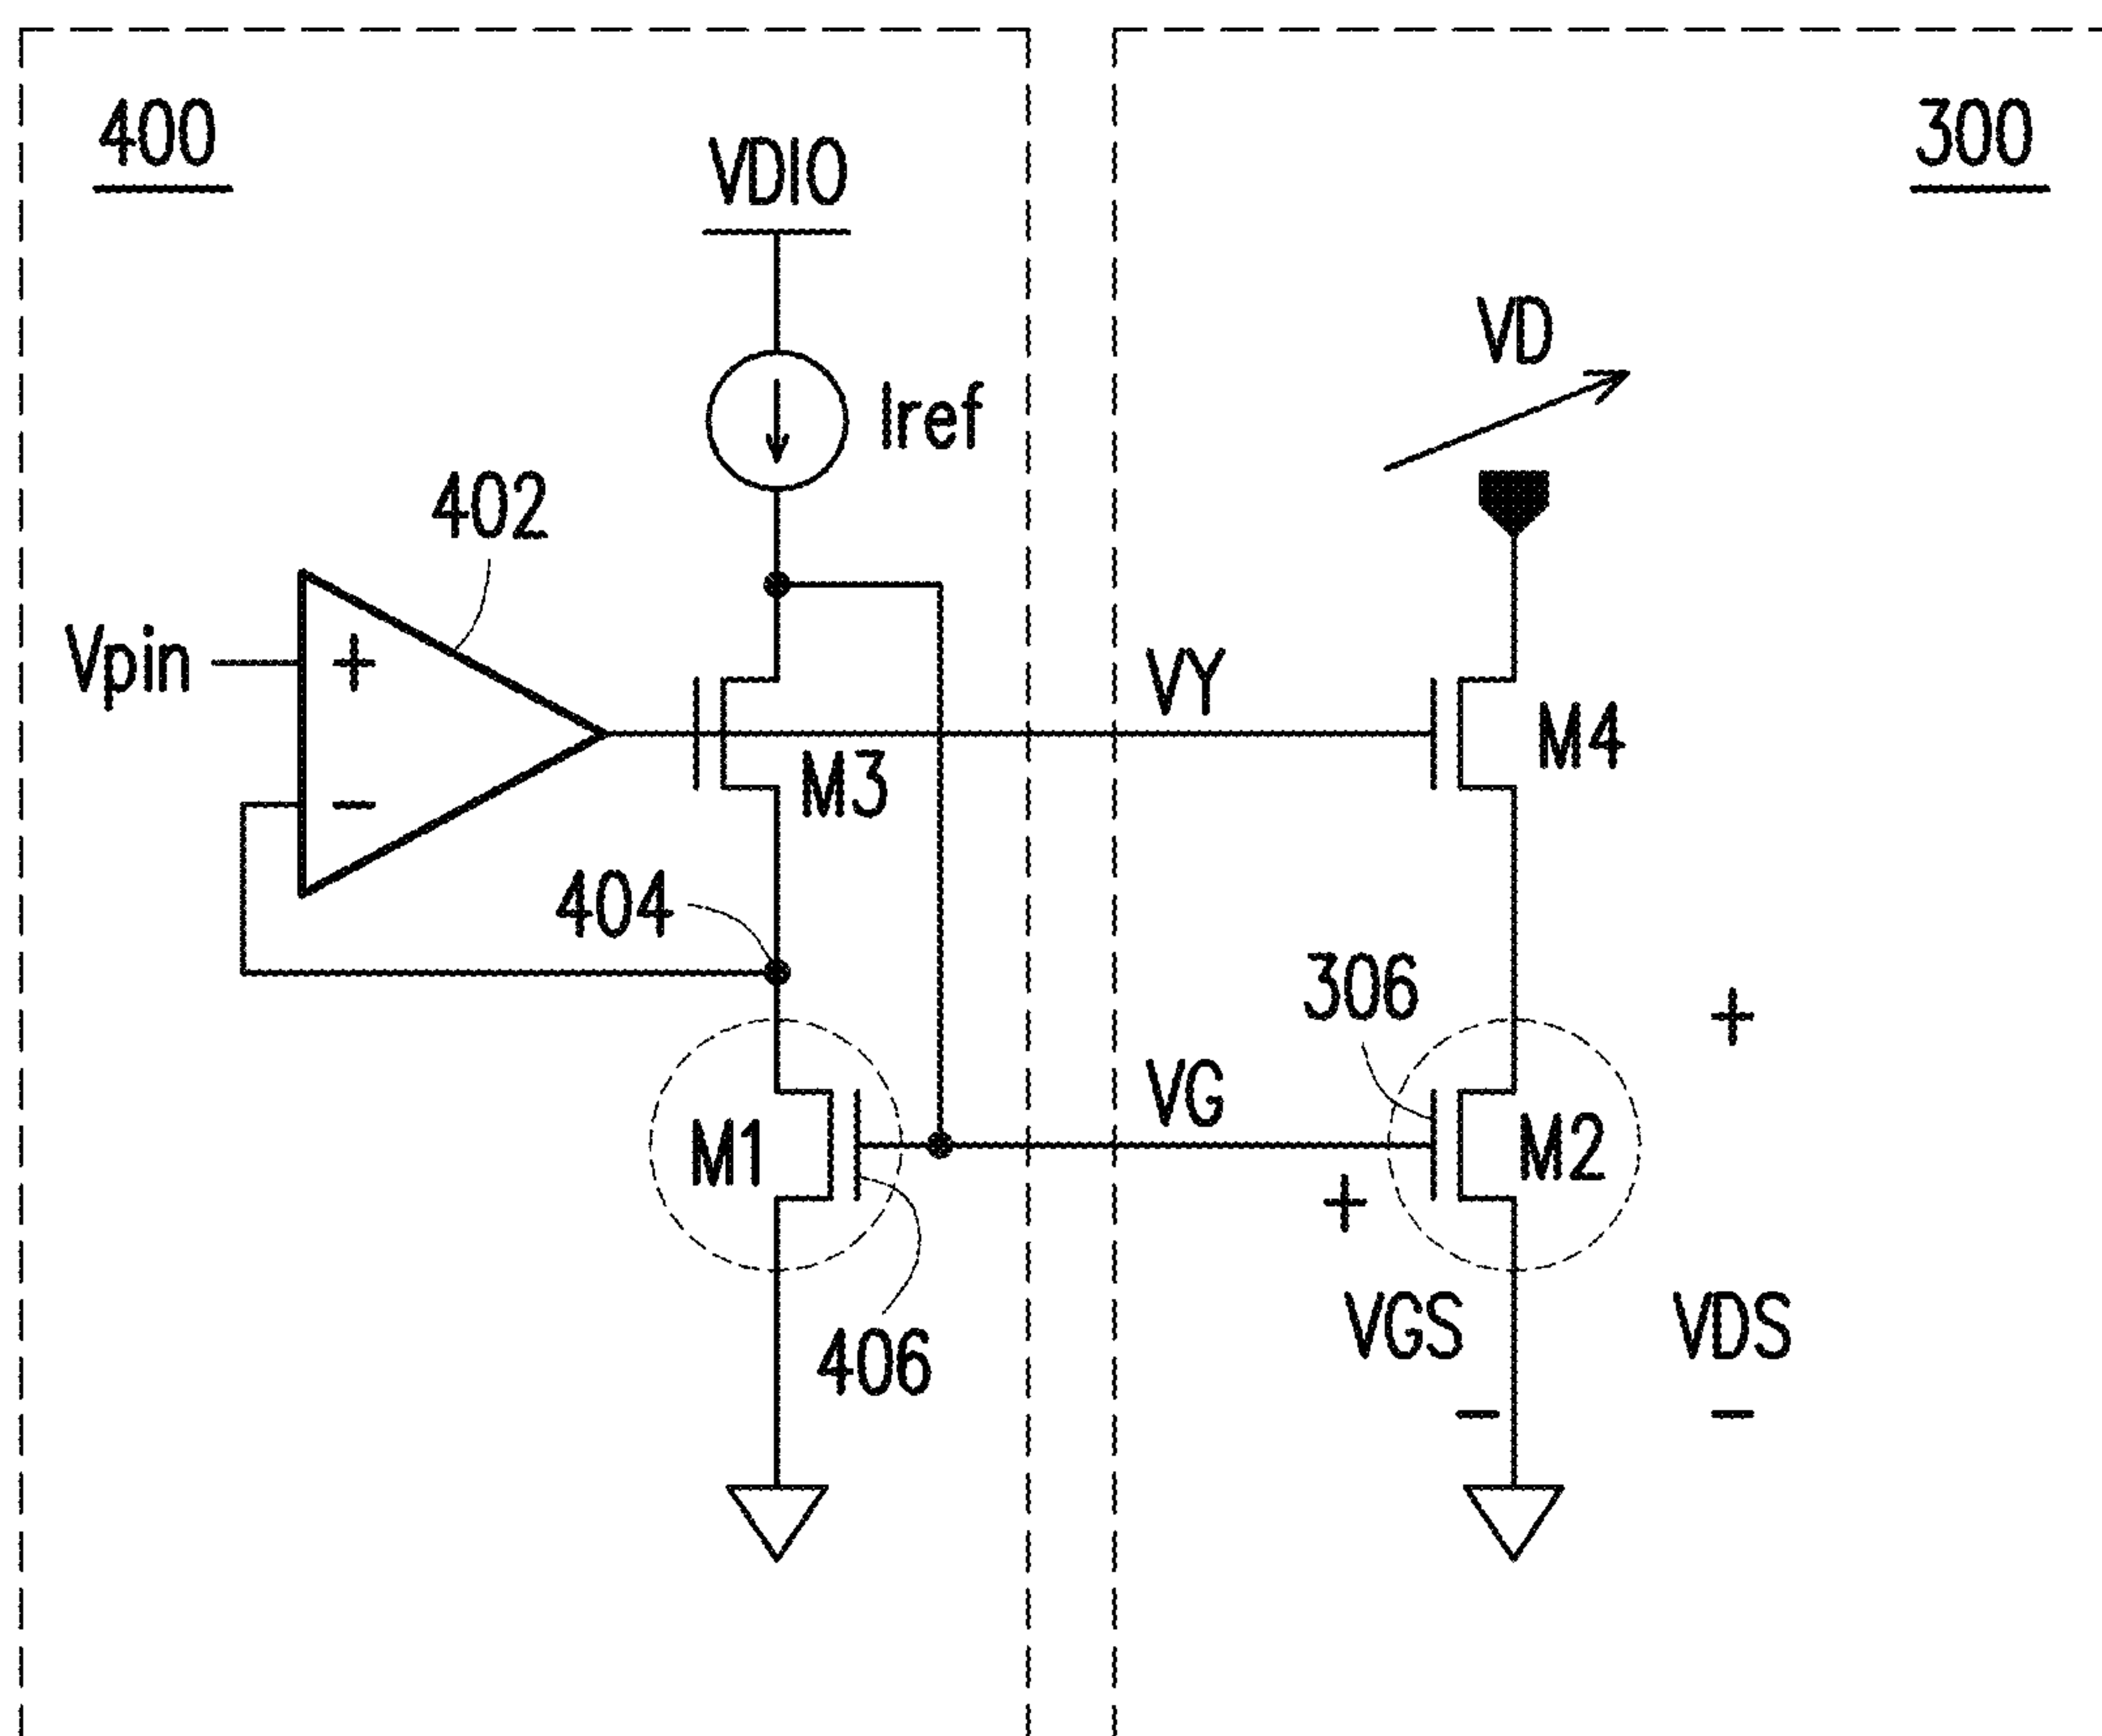 400
300
VDIO
VD
Iref
402
Vpin
+
VY
M4
M3
−
404
306
+
VG
M1
M2
+
VGS
VDS
406
−
−